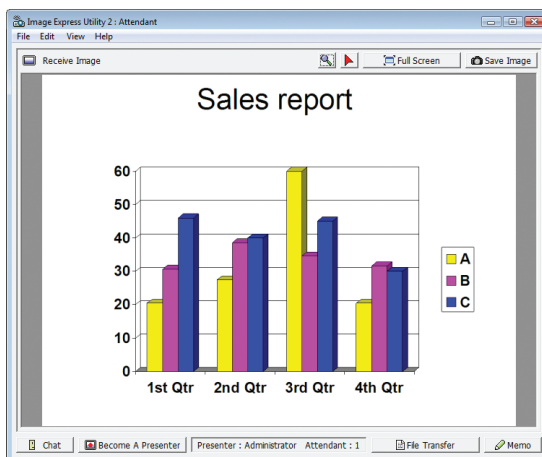 Image Express Utility 2 : Attendant
File Edit View Help
Receive Image Full Screen Save Image
Sales report
60
50
40
30
20
10
0
A
B
C
1st Qtr 2nd Qtr 3rd Qtr 4th Qtr
Chat Become A Presenter Presenter : Administrator Attendant : 1 File Transfer Memo